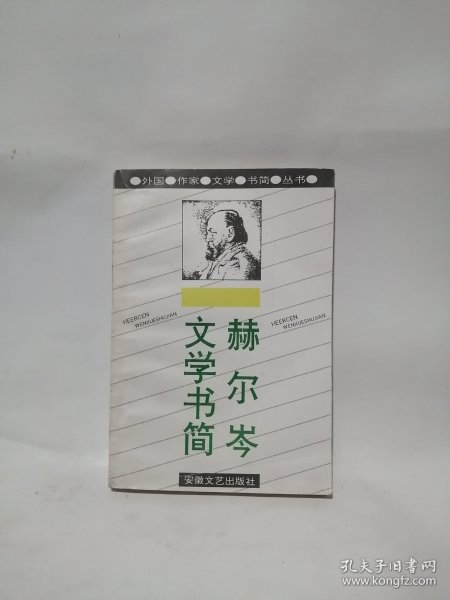 ●外国●作家●文学●书简●丛书●
HEERCEN
WENXUESHUJIAN
HEERCEN
WENXUESHUJIAN
赫尔岑
文学书简
安徽文艺出版社
孔夫子旧书网
www.kongfz.com